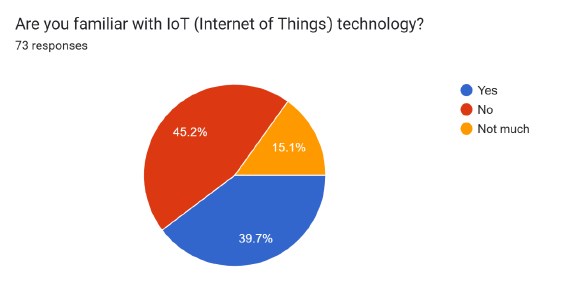 Are you familiar with IoT (Internet of Things) technology?
73 responses
Yes
No
Not much
45.2%
15.1%
39.7%